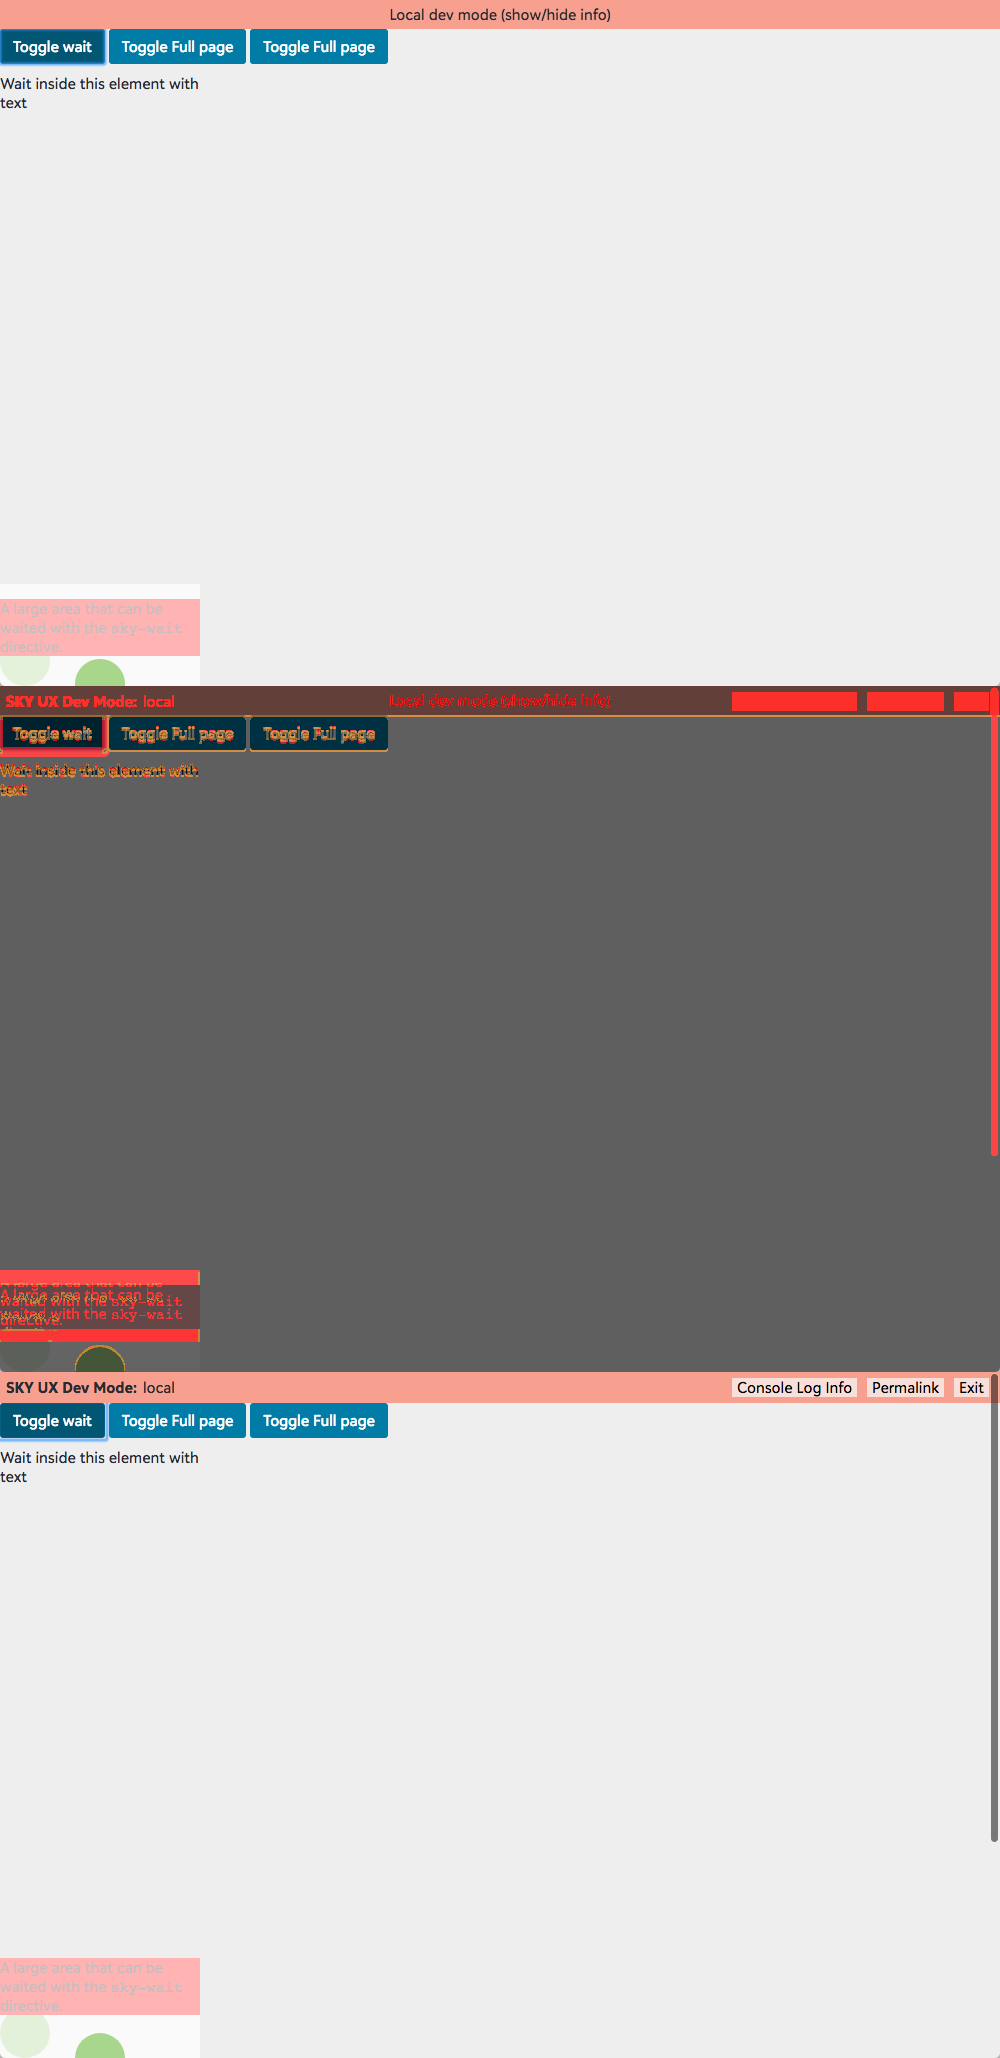 Local dev mode (show/hide info)
Toggle wait Toggle Full page Toggle Full page
Wait inside this element with
text
A large area that can be
waited with the sky-wait
directive.
SKY UX Dev Mode: local Local dev mode (show/hide info)
Toggle wait Toggle Full page Toggle Full page
Wait inside this element with
text
A large area that can be
A large area that can be
waited with the sky-wait
waited with the sky-wait
directive.
SKY UX Dev Mode: local Console Log Info Permalink Exit
Toggle wait Toggle Full page Toggle Full page
Wait inside this element with
text
A large area that can be
waited with the sky-wait
directive.